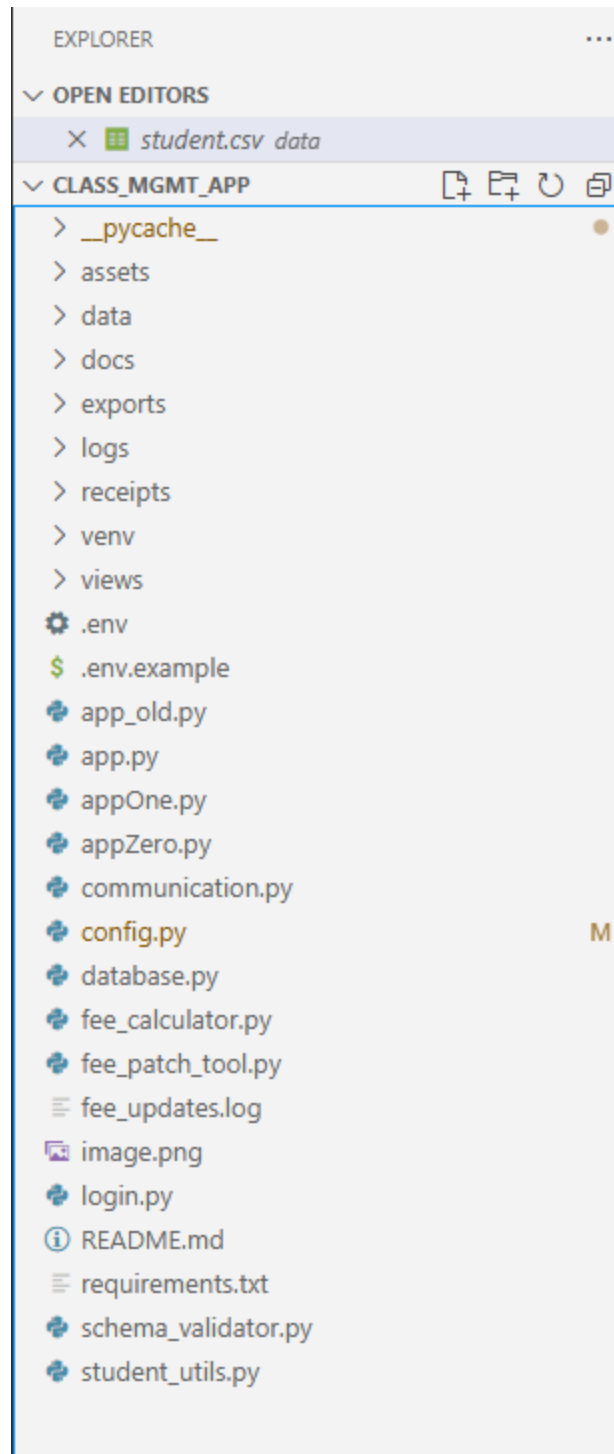 EXPLORER ...
OPEN EDITORS
student.csv data
CLASS_MGMT_APP
__pycache__
assets
data
docs
exports
logs
receipts
venv
views
.env
$ .env.example
app_old.py
app.py
appOne.py
appZero.py
communication.py
config.py M
database.py
fee_calculator.py
fee_patch_tool.py
fee_updates.log
image.png
login.py
README.md
requirements.txt
schema_validator.py
student_utils.py